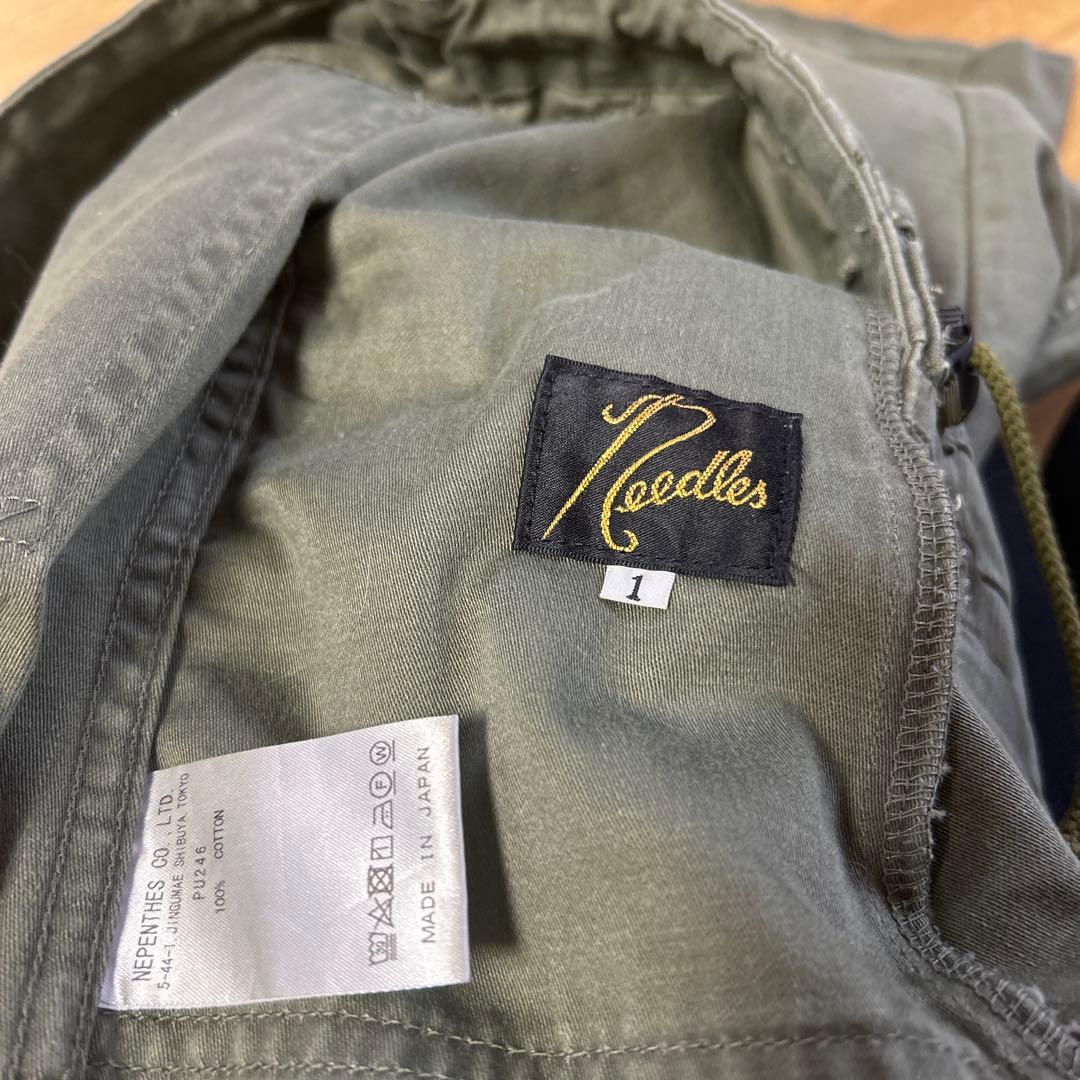 Needles
1
NEPENTHES CO.,LTD.
5-44-1 JINGUMAE SHIBUYA TOKYO
PU246
100% COTTON
MADE IN JAPAN